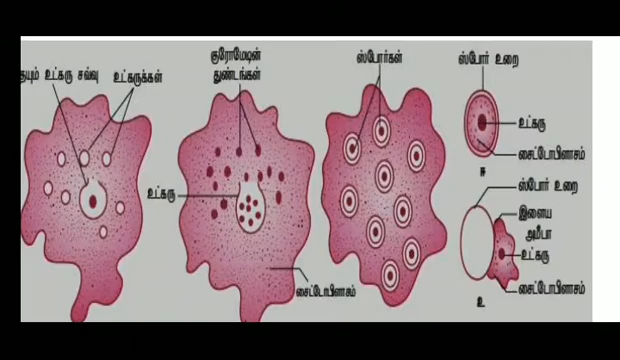 குரோமேடின்
துண்டங்கள்
யும் உட்கரு சவ்வு
உட்கருக்கள்
ஸ்போர்கள்
ஸ்போர் உறை
உட்கரு
சைட்டோபிளாசம்
ஈ
உட்கரு
ஸ்போர் உறை
இளைய
அமீபா
உட்கரு
சைட்டோபிளாசம்
சைட்டோபிளாசம்
உ